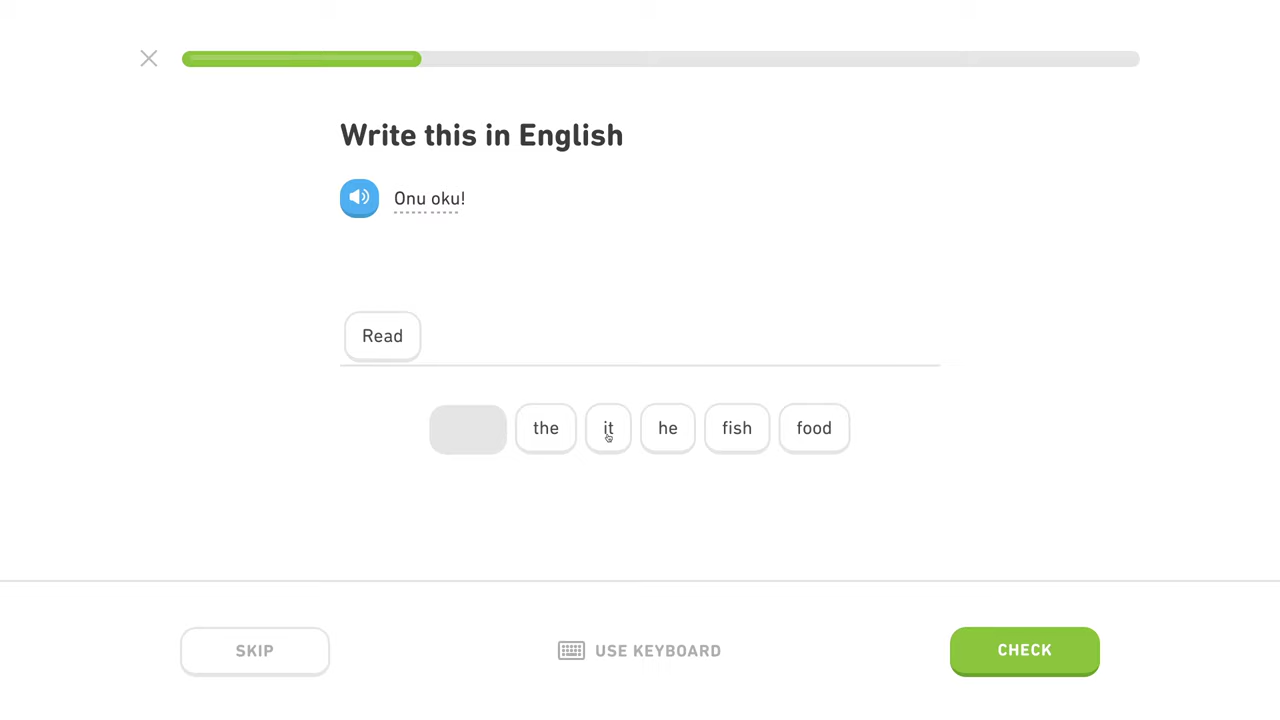 Write this in English
Onu oku!
Read
the it he fish food
SKIP USE KEYBOARD CHECK